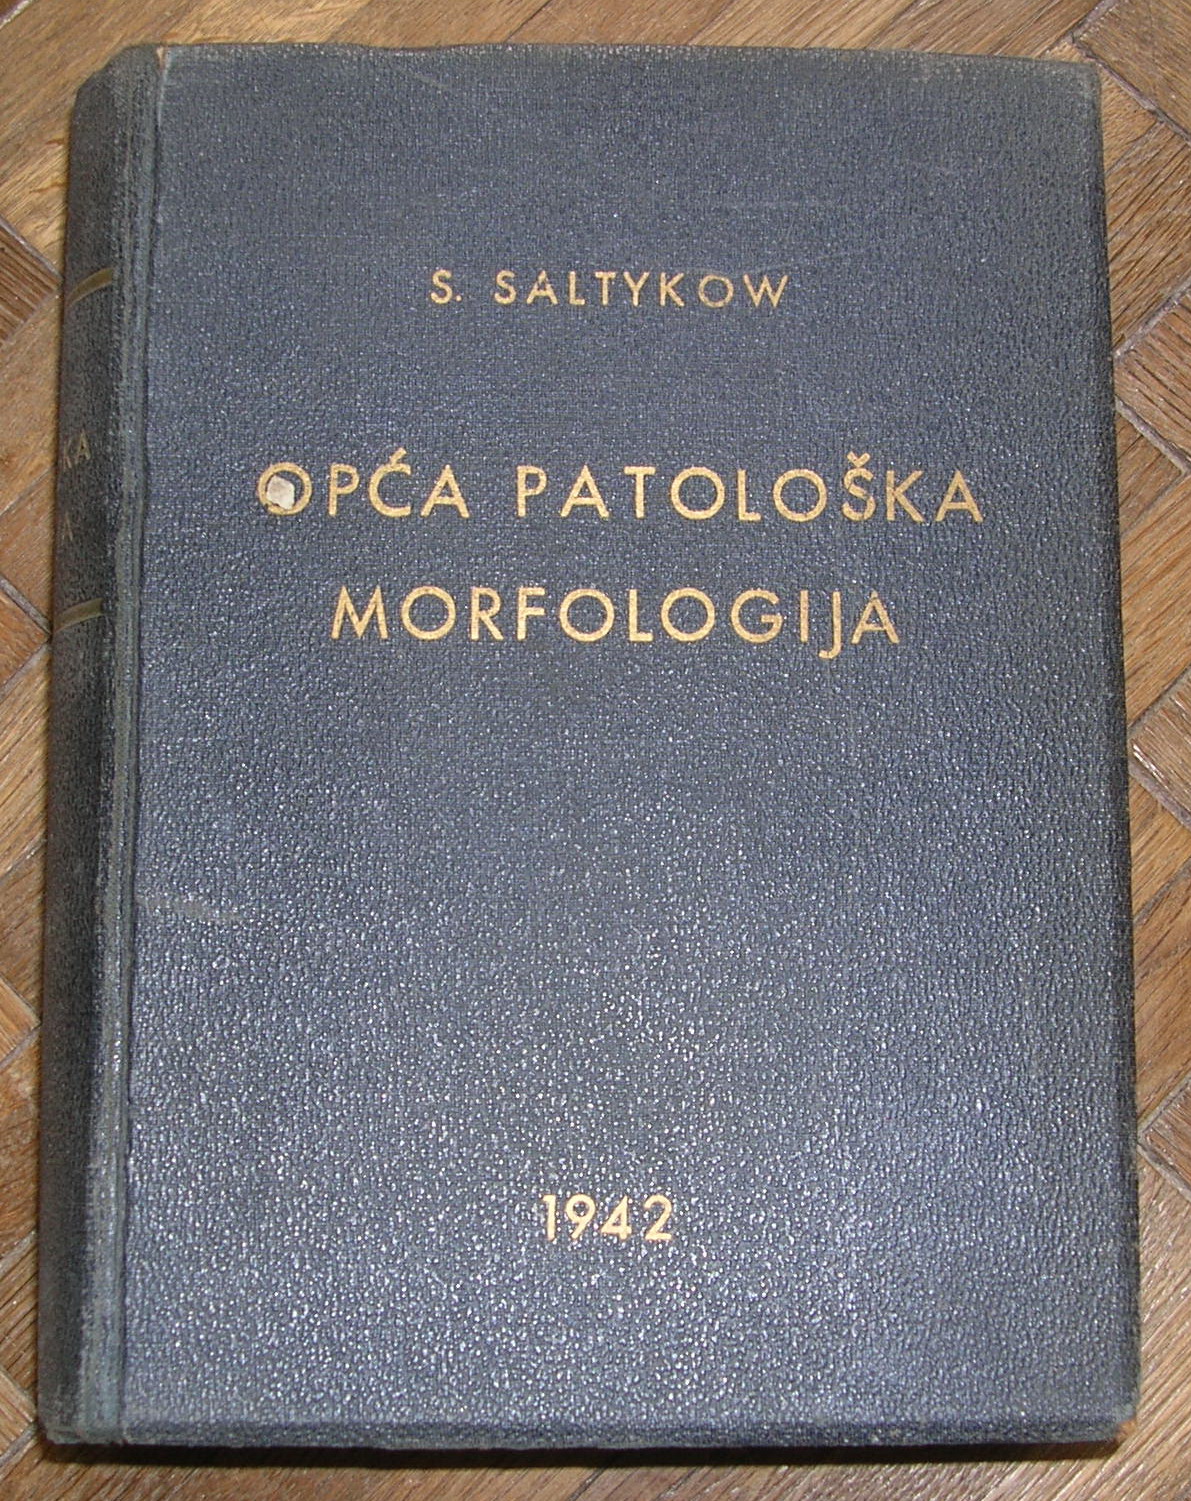 S. SALTYKOW
OPĆA PATOLOŠKA
MORFOLOGIJA
1942